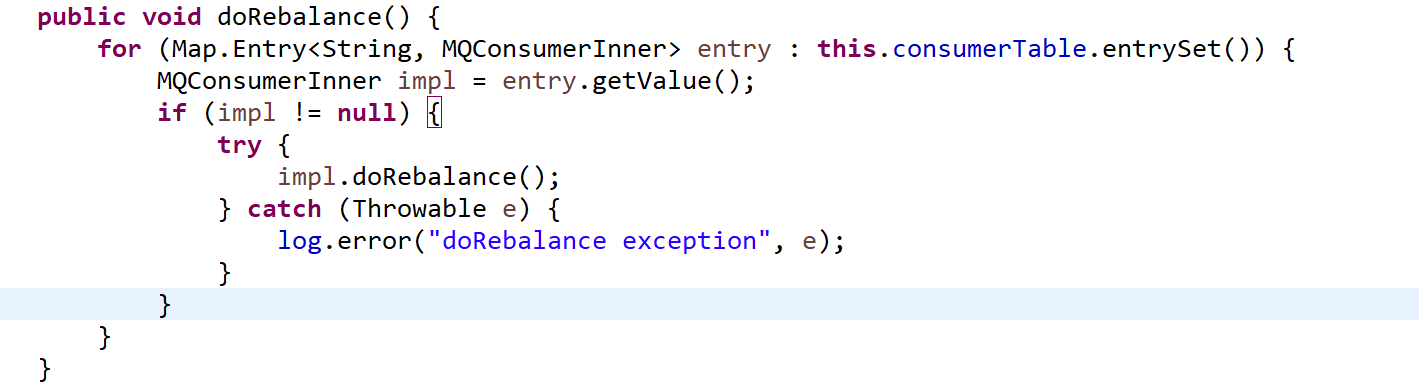 public void doRebalance() {
    for (Map.Entry<String, MQConsumerInner> entry : this.consumerTable.entrySet()) {
        MQConsumerInner impl = entry.getValue();
        if (impl != null) {
            try {
                impl.doRebalance();
            } catch (Throwable e) {
                log.error("doRebalance exception", e);
            }
        }
    }
}